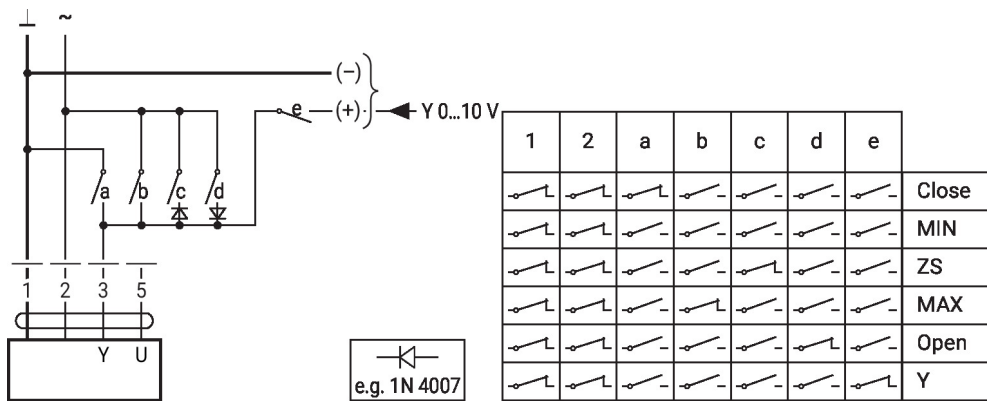 ⊥ ~
(−)
e (+) Y 0...10 V
a b c d
1 2 3 5
Y U
e.g. 1N 4007
1 2 a b c d e
Close
MIN
ZS
MAX
Open
Y